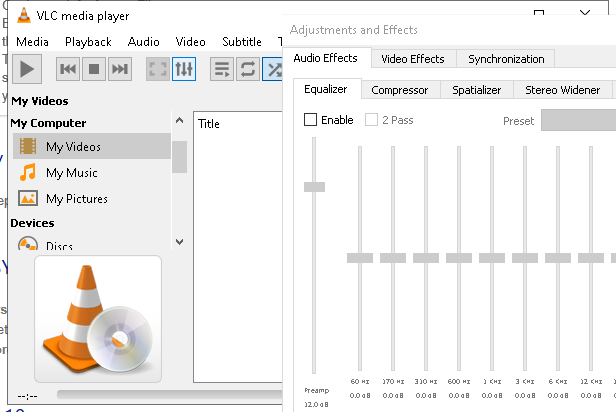 VLC media player
Media Playback Audio Video Subtitle
My Videos
My Computer
My Videos
My Music
My Pictures
Devices
Discs
Title
--:--
Adjustments and Effects
Audio Effects Video Effects Synchronization
Equalizer Compressor Spatializer Stereo Widener
Enable 2 Pass Preset
Preamp
12.0 dB
60 Hz 170 Hz 310 Hz 600 Hz 1 KHz 3 KHz 6 KHz 12 KHz
0.0 dB 0.0 dB 0.0 dB 0.0 dB 0.0 dB 0.0 dB 0.0 dB 0.0 dB